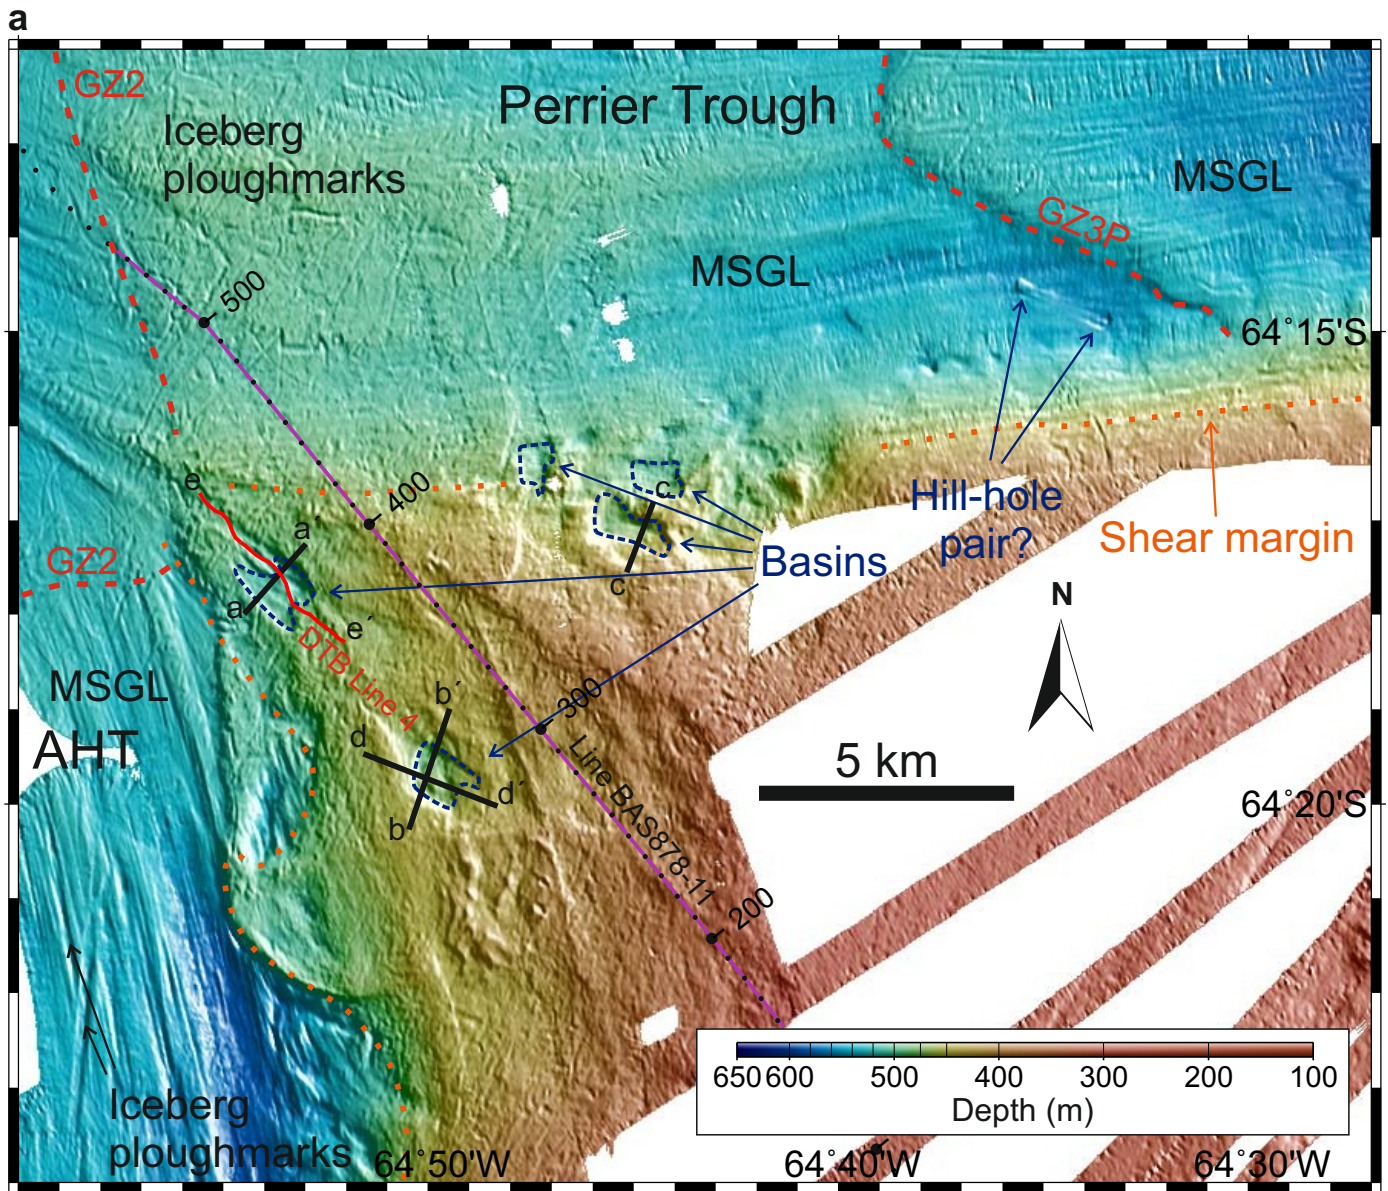 a
GZ2
Perrier Trough
Iceberg
ploughmarks
MSGL
GZ3P
MSGL
500
64°15'S
e
400
c
Hill-hole
pair?
Shear margin
a´
GZ2
Basins
a
c
N
e´
DTB Line 4
MSGL
b´
300
AHT
d
Line BAS878-11
5 km
d´
64°20'S
b
200
650 600 500 400 300 200 100
Depth (m)
Iceberg
ploughmarks
64°50'W
64°40'W
64°30'W